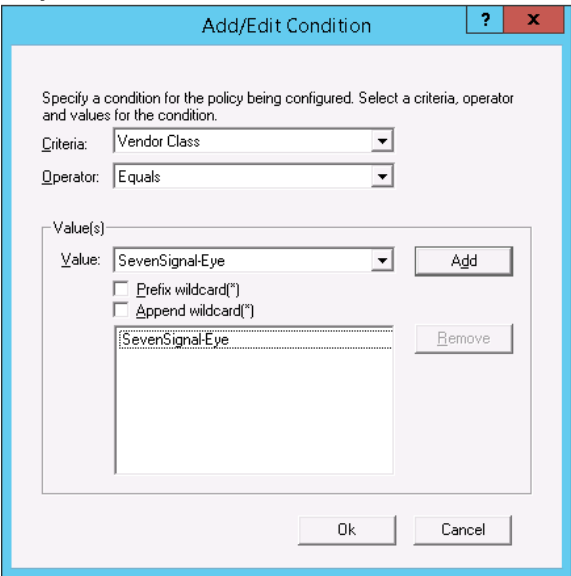 Add/Edit Condition
?
x
Specify a condition for the policy being configured. Select a criteria, operator
and values for the condition.
Criteria: Vendor Class
Operator: Equals
Value(s)
Value: SevenSignal-Eye Add
Prefix wildcard(*)
Append wildcard(*)
SevenSignal-Eye Remove
Ok Cancel